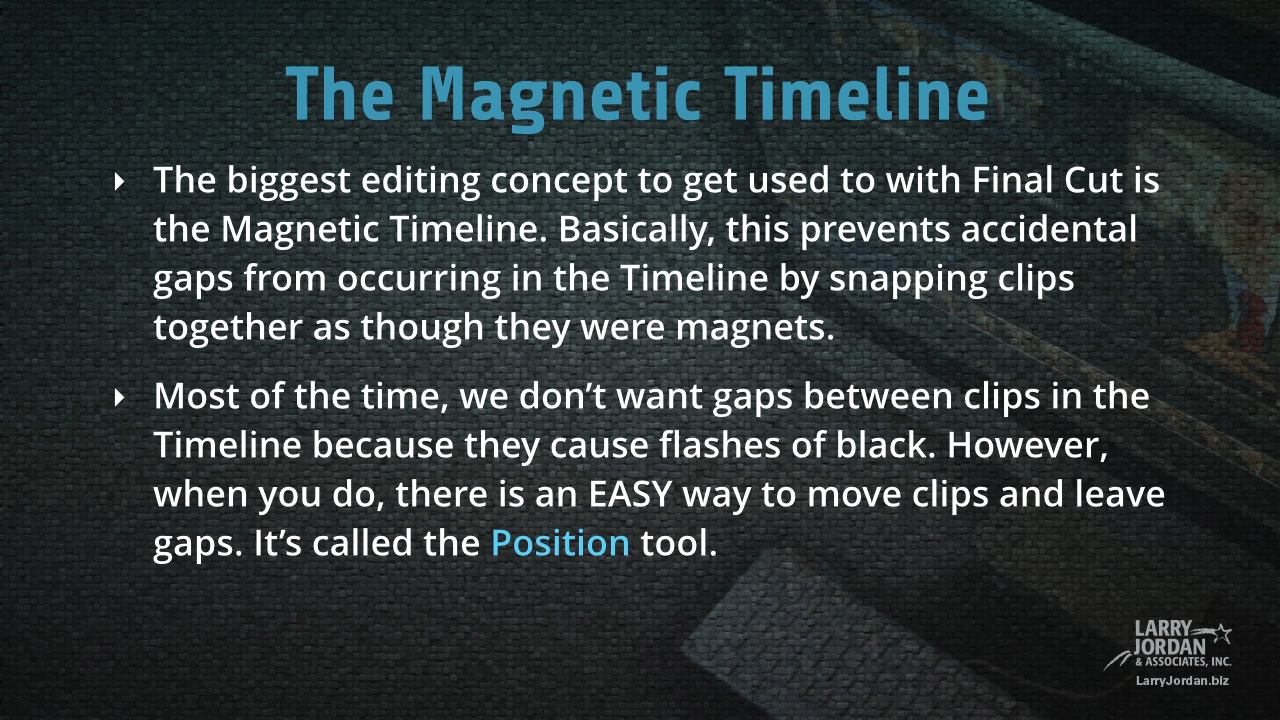 The Magnetic Timeline
The biggest editing concept to get used to with Final Cut is
the Magnetic Timeline. Basically, this prevents accidental
gaps from occurring in the Timeline by snapping clips
together as though they were magnets.
Most of the time, we don’t want gaps between clips in the
Timeline because they cause flashes of black. However,
when you do, there is an EASY way to move clips and leave
gaps. It’s called the Position tool.
LARRY
JORDAN
& ASSOCIATES, INC.
LarryJordan.biz